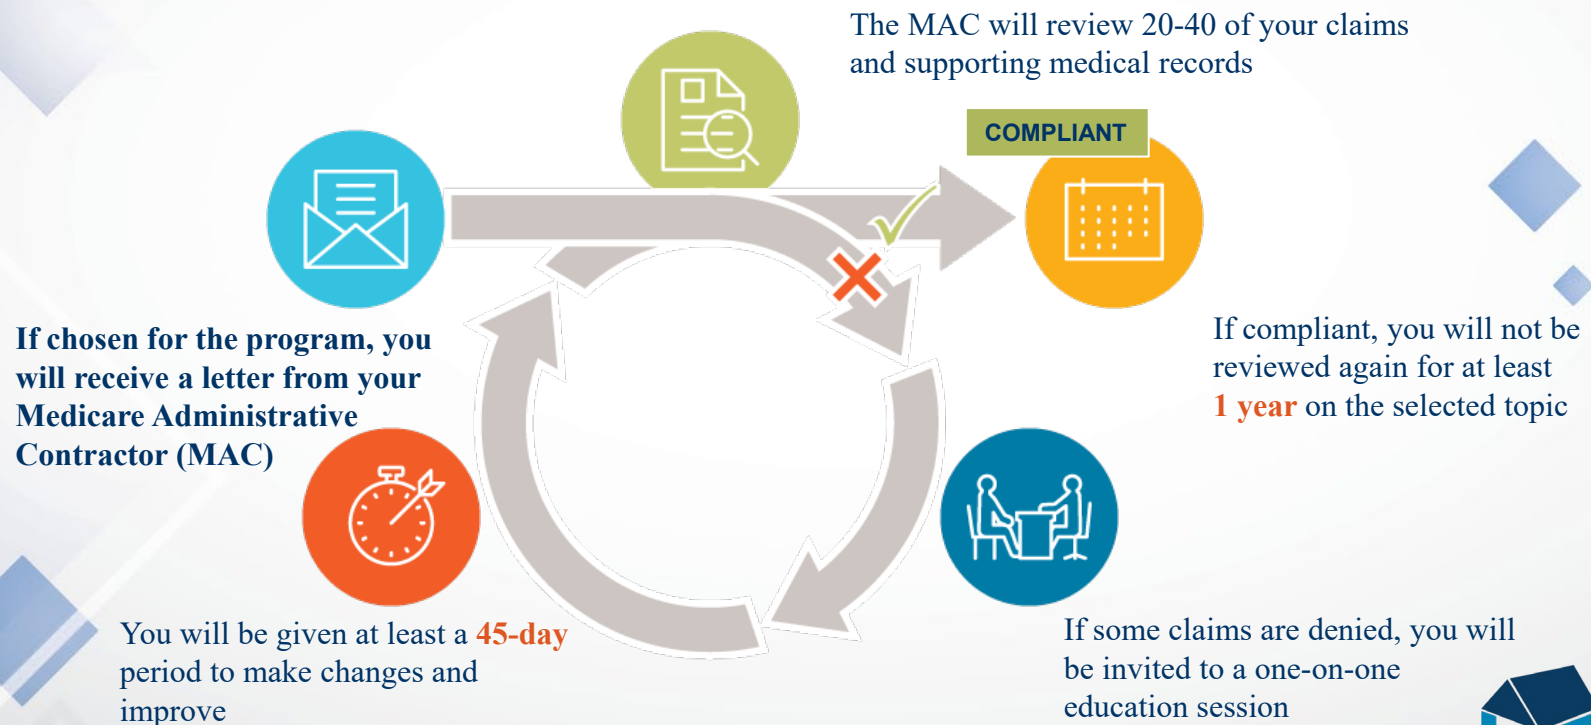 The MAC will review 20-40 of your claims
and supporting medical records
COMPLIANT
If chosen for the program, you
will receive a letter from your
Medicare Administrative
Contractor (MAC)
If compliant, you will not be
reviewed again for at least
1 year on the selected topic
You will be given at least a 45-day
period to make changes and
improve
If some claims are denied, you will
be invited to a one-on-one
education session